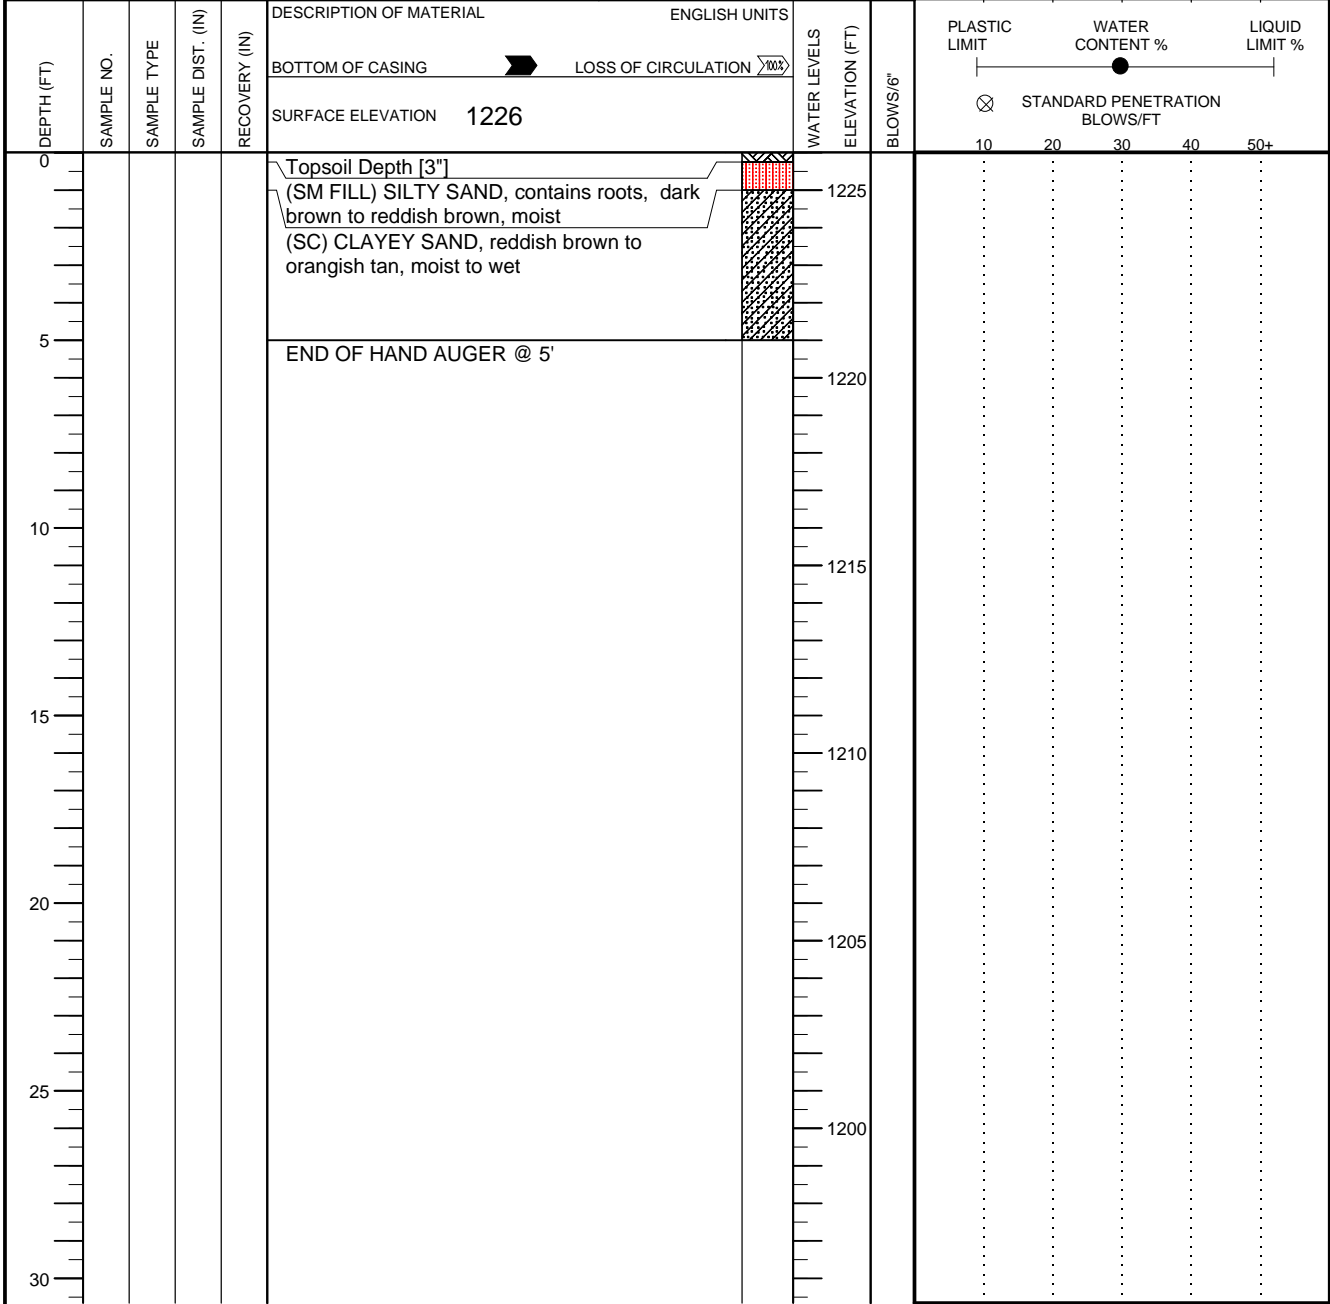 DESCRIPTION OF MATERIAL ENGLISH UNITS
BOTTOM OF CASING LOSS OF CIRCULATION 100%
SURFACE ELEVATION 1226
DEPTH (FT)
SAMPLE NO.
SAMPLE TYPE
SAMPLE DIST. (IN)
RECOVERY (IN)
WATER LEVELS
ELEVATION (FT)
BLOWS/6"
PLASTIC
LIMIT
WATER
CONTENT %
LIQUID
LIMIT %
STANDARD PENETRATION
BLOWS/FT
10 20 30 40 50+
0
Topsoil Depth [3"]
(SM FILL) SILTY SAND, contains roots, dark
brown to reddish brown, moist
(SC) CLAYEY SAND, reddish brown to
orangish tan, moist to wet
END OF HAND AUGER @ 5'
5
10
15
20
25
30
1225
1220
1215
1210
1205
1200